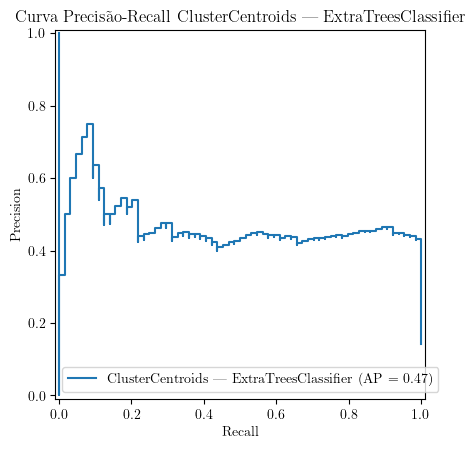 Curva Precisão-Recall ClusterCentroids — ExtraTreesClassifier
1.0
0.8
0.6
0.4
0.2
0.0
Precision
ClusterCentroids — ExtraTreesClassifier (AP = 0.47)
0.0 0.2 0.4 0.6 0.8 1.0
Recall